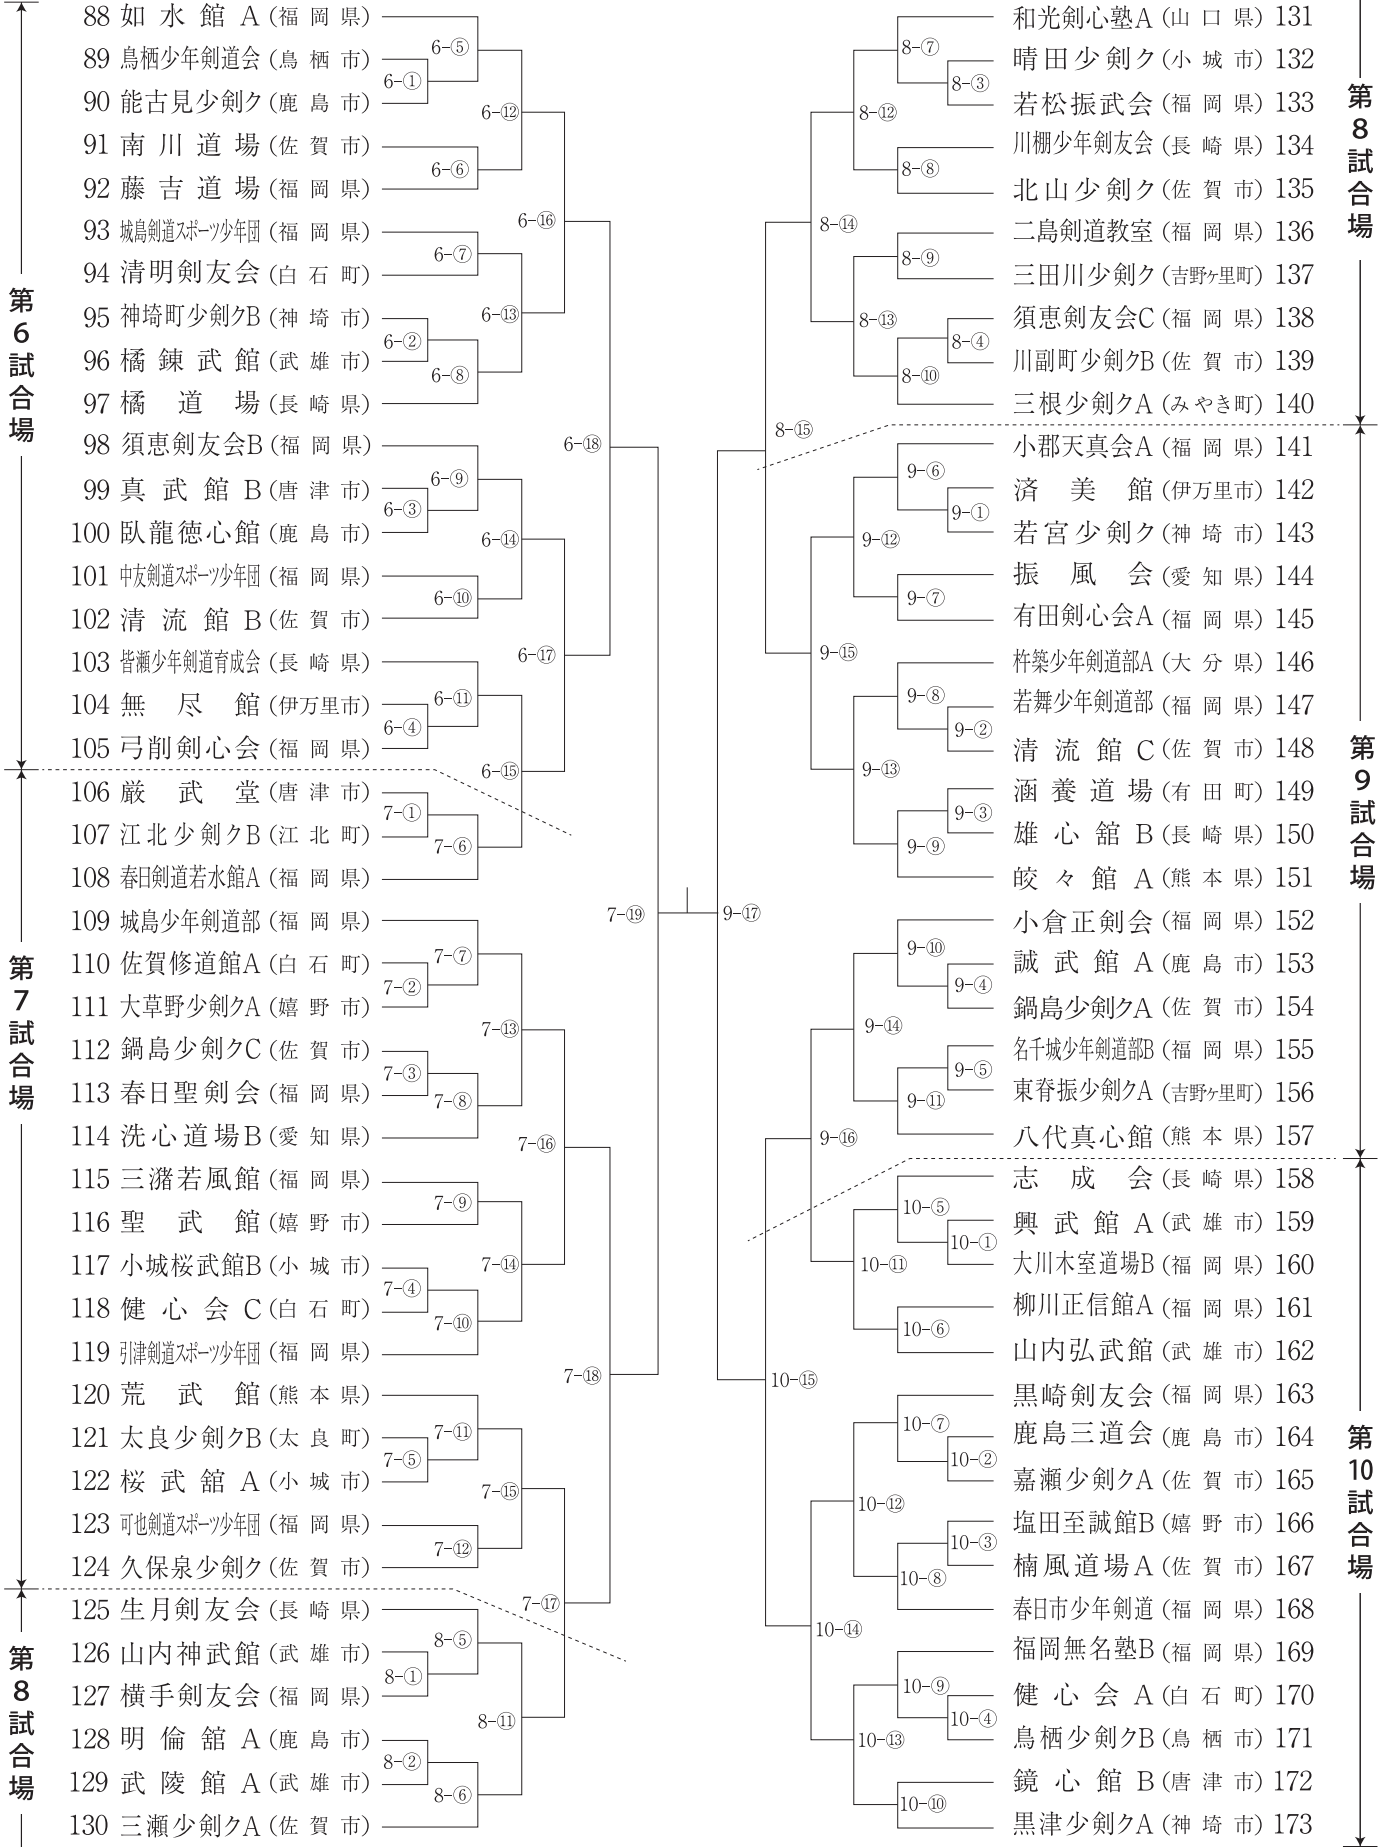 第6試合場
88 如水館A (福岡県)
89 鳥栖少年剣道会 (鳥栖市)
90 能古見少剣ク (鹿島市)
91 南川道場 (佐賀市)
92 藤吉道場 (福岡県)
93 城島剣道スポーツ少年団 (福岡県)
94 清明剣友会 (白石町)
95 神埼町少剣クB (神埼市)
96 橘錬武館 (武雄市)
97 橘道場 (長崎県)
98 須恵剣友会B (福岡県)
99 真武館B (唐津市)
100 臥龍徳心館 (鹿島市)
101 中友剣道スポーツ少年団 (福岡県)
102 清流館B (佐賀市)
103 皆瀬少年剣道育成会 (長崎県)
104 無尽館 (伊万里市)
105 弓削剣心会 (福岡県)
6-①
6-②
6-③
6-④
6-⑤
6-⑥
6-⑦
6-⑧
6-⑨
6-⑩
6-⑪
6-⑫
6-⑬
6-⑭
6-⑮
6-⑯
6-⑰
6-⑱
第7試合場
106 厳武堂 (唐津市)
107 江北少剣クB (江北町)
108 春日剣道若水館A (福岡県)
109 城島少年剣道部 (福岡県)
110 佐賀修道館A (白石町)
111 大草野少剣クA (嬉野市)
112 鍋島少剣クC (佐賀市)
113 春日聖剣会 (福岡県)
114 洗心道場B (愛知県)
115 三潴若風館 (福岡県)
116 聖武館 (嬉野市)
117 小城桜武館B (小城市)
118 健心会C (白石町)
119 引津剣道スポーツ少年団 (福岡県)
120 荒武館 (熊本県)
121 太良少剣クB (太良町)
122 桜武舘A (小城市)
123 可也剣道スポーツ少年団 (福岡県)
124 久保泉少剣ク (佐賀市)
7-①
7-②
7-③
7-④
7-⑤
7-⑥
7-⑦
7-⑧
7-⑨
7-⑩
7-⑪
7-⑫
7-⑬
7-⑭
7-⑮
7-⑯
7-⑰
7-⑱
7-⑲
第8試合場
125 生月剣友会 (長崎県)
126 山内神武館 (武雄市)
127 横手剣友会 (福岡県)
128 明倫舘A (鹿島市)
129 武陵館A (武雄市)
130 三瀬少剣クA (佐賀市)
8-①
8-②
8-⑤
8-⑥
8-⑪
和光剣心塾A (山口県) 131
晴田少剣ク (小城市) 132
若松振武会 (福岡県) 133
川棚少年剣友会 (長崎県) 134
北山少剣ク (佐賀市) 135
二島剣道教室 (福岡県) 136
三田川少剣ク (吉野ヶ里町) 137
須恵剣友会C (福岡県) 138
川副町少剣クB (佐賀市) 139
三根少剣クA (みやき町) 140
8-③
8-④
8-⑦
8-⑧
8-⑨
8-⑩
8-⑫
8-⑬
8-⑭
8-⑮
第8試合場
小郡天真会A (福岡県) 141
済美館 (伊万里市) 142
若宮少剣ク (神埼市) 143
振風会 (愛知県) 144
有田剣心会A (福岡県) 145
杵築少年剣道部A (大分県) 146
若舞少年剣道部 (福岡県) 147
清流館C (佐賀市) 148
涵養道場 (有田町) 149
雄心舘B (長崎県) 150
皎々館A (熊本県) 151
小倉正剣会 (福岡県) 152
誠武館A (鹿島市) 153
鍋島少剣クA (佐賀市) 154
名千城少年剣道部B (福岡県) 155
東脊振少剣クA (吉野ヶ里町) 156
八代真心館 (熊本県) 157
9-①
9-②
9-③
9-④
9-⑤
9-⑥
9-⑦
9-⑧
9-⑨
9-⑩
9-⑪
9-⑫
9-⑬
9-⑭
9-⑮
9-⑯
9-⑰
第9試合場
志成会 (長崎県) 158
興武館A (武雄市) 159
大川木室道場B (福岡県) 160
柳川正信館A (福岡県) 161
山内弘武館 (武雄市) 162
黒崎剣友会 (福岡県) 163
鹿島三道会 (鹿島市) 164
嘉瀬少剣クA (佐賀市) 165
塩田至誠館B (嬉野市) 166
楠風道場A (佐賀市) 167
春日市少年剣道 (福岡県) 168
福岡無名塾B (福岡県) 169
健心会A (白石町) 170
鳥栖少剣クB (鳥栖市) 171
鏡心館B (唐津市) 172
黒津少剣クA (神埼市) 173
10-①
10-②
10-③
10-④
10-⑤
10-⑥
10-⑦
10-⑧
10-⑨
10-⑩
10-⑪
10-⑫
10-⑬
10-⑭
10-⑮
第10試合場